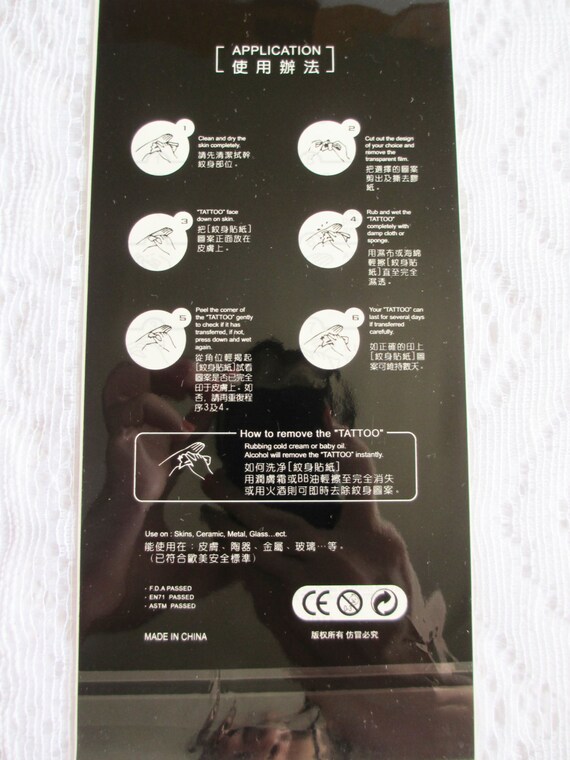 APPLICATION
使用辦法
1
Clean and dry the
skin completely.
請先清潔拭幹
紋身部位。
2
Cut out the design
of your choice and
remove the
transparent film.
把選擇的圖案
剪出及撕去膠
紙。
3
"TATTOO" face
down on skin.
把[紋身貼紙]
圖案正面放在
皮膚上。
4
Rub and wet the
"TATTOO"
completely with
damp cloth or
sponge.
用濕布或海綿
輕擦[紋身貼
紙]直至完全
濕透。
5
Peel the corner of
the "TATTOO" gently
to check if it has
transferred, if not,
press down and wet
again.
從角位輕揭起
[紋身貼紙]試看
圖案是否已完全
印于皮膚上。如
否，請再重復程
序3及4。
6
Your "TATTOO" can
last for several days
if transferred
carefully.
如正確的印上
[紋身貼紙]圖
案可維持數天。
How to remove the "TATTOO"
Rubbing cold cream or baby oil.
Alcohol will remove the "TATTOO" instantly.
如何洗净[紋身貼紙]
用潤膚霜或BB油輕擦至完全消失
或用火酒則可即時去除紋身圖案。
Use on : Skins, Ceramic, Metal, Glass...ect.
能使用在：皮膚、陶器、金屬、玻璃…等。
（已符合歐美安全標準）
- F.D.A PASSED
- EN71 PASSED
- ASTM PASSED
CE
0-3
MADE IN CHINA
版权所有 仿冒必究